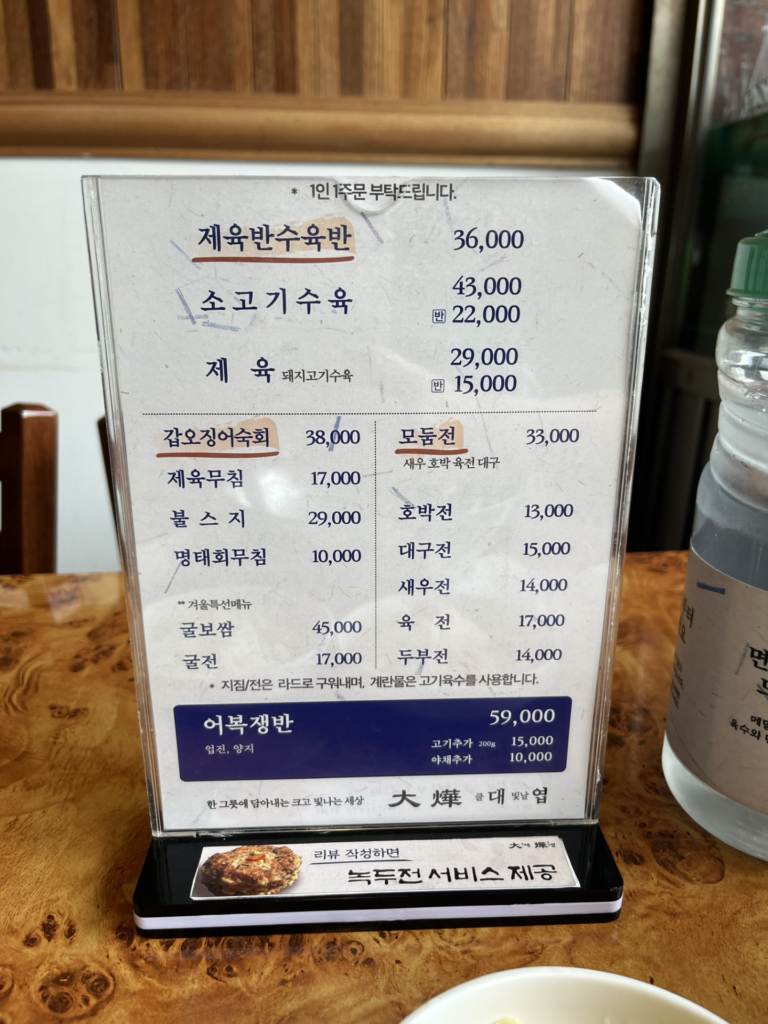 * 1인 1주문 부탁드립니다.
제육반수육반 36,000
소고기수육 43,000
반 22,000
제 육 돼지고기수육 29,000
반 15,000
갑오징어숙회 38,000
제육무침 17,000
불 스 지 29,000
명태회무침 10,000
** 겨울특선메뉴
굴보쌈 45,000
굴전 17,000
모둠전 33,000
새우 호박 육전 대구
호박전 13,000
대구전 15,000
새우전 14,000
육 전 17,000
두부전 14,000
* 지짐/전은 라드로 구워내며, 계란물은 고기육수를 사용합니다.
어복쟁반 59,000
업진, 양지
고기추가 200g 15,000
야채추가 10,000
한 그릇에 담아내는 크고 빛나는 세상
大 燁 클 대 빛날 엽
리뷰 작성하면
녹두전 서비스 제공
메밀
육수와